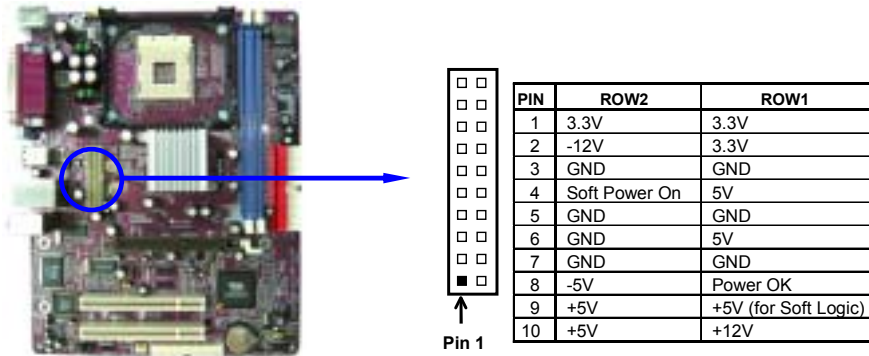 PIN ROW2 ROW1
1 3.3V 3.3V
2 -12V 3.3V
3 GND GND
4 Soft Power On 5V
5 GND GND
6 GND 5V
7 GND GND
8 -5V Power OK
9 +5V +5V (for Soft Logic)
10 +5V +12V
Pin 1